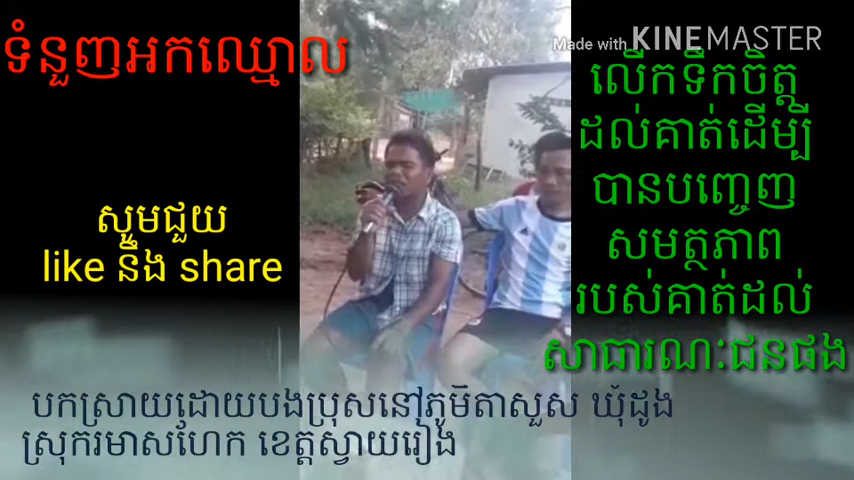 ទំនួញអកឈ្មោល
Made with KINEMASTER
លើកទឹកចិត្ត
ដល់គាត់ដើម្បី
បានបញ្ចេញ
សមត្ថភាព
របស់គាត់ដល់
សាធារណៈជនផង
សូមជួយ
like នឹង share
បកស្រាយដោយបងប្រុសនៅភូមិតាសួស ឃុំដូង
ស្រុករមាសហែក ខេត្តស្វាយរៀង